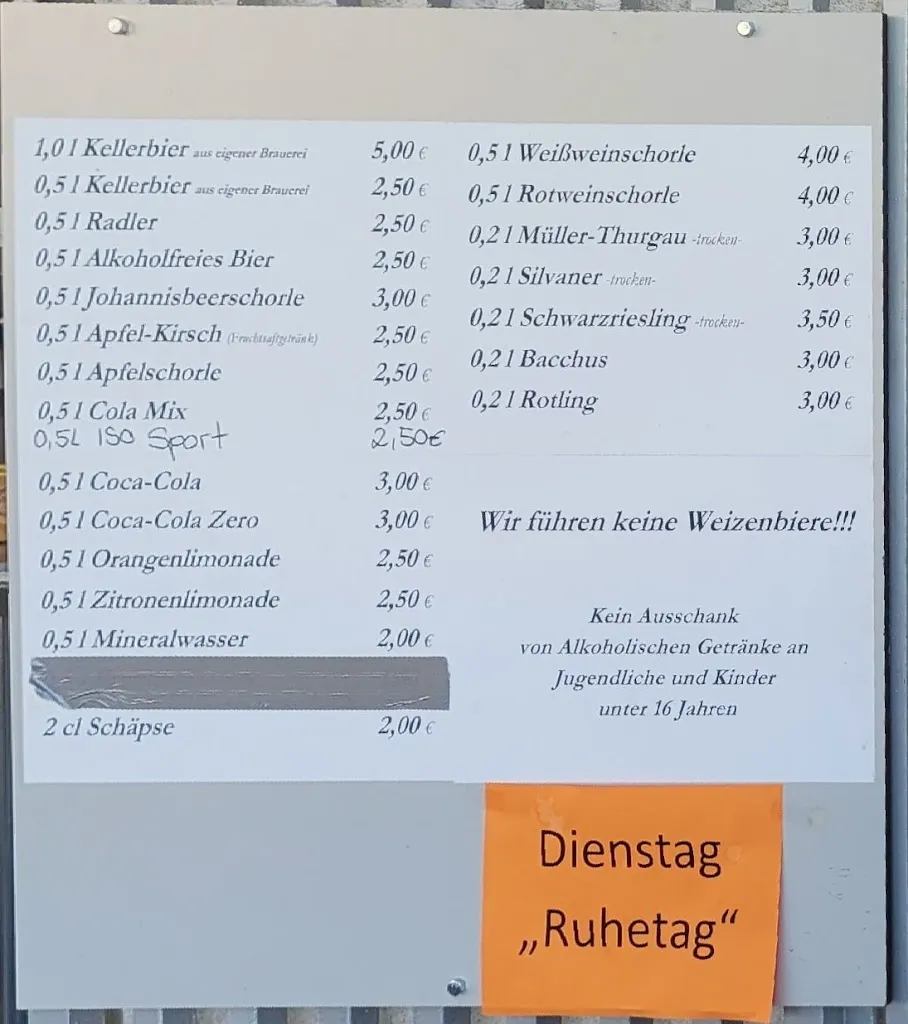 1,0 l Kellerbier aus eigener Brauerei 5,00 €
0,5 l Kellerbier aus eigener Brauerei 2,50 €
0,5 l Radler 2,50 €
0,5 l Alkoholfreies Bier 2,50 €
0,5 l Johannisbeerschorle 3,00 €
0,5 l Apfel-Kirsch (Fruchtsaftgetränk) 2,50 €
0,5 l Apfelschorle 2,50 €
0,5 l Cola Mix 2,50 €
0,5L ISO Sport 2,50€
0,5 l Coca-Cola 3,00 €
0,5 l Coca-Cola Zero 3,00 €
0,5 l Orangenlimonade 2,50 €
0,5 l Zitronenlimonade 2,50 €
0,5 l Mineralwasser 2,00 €
2 cl Schäpse 2,00 €
0,5 l Weißweinschorle 4,00 €
0,5 l Rotweinschorle 4,00 €
0,2 l Müller-Thurgau -trocken- 3,00 €
0,2 l Silvaner -trocken- 3,00 €
0,2 l Schwarzriesling -trocken- 3,50 €
0,2 l Bacchus 3,00 €
0,2 l Rotling 3,00 €
Wir führen keine Weizenbiere!!!
Kein Ausschank
von Alkoholischen Getränke an
Jugendliche und Kinder
unter 16 Jahren
Dienstag
„Ruhetag“